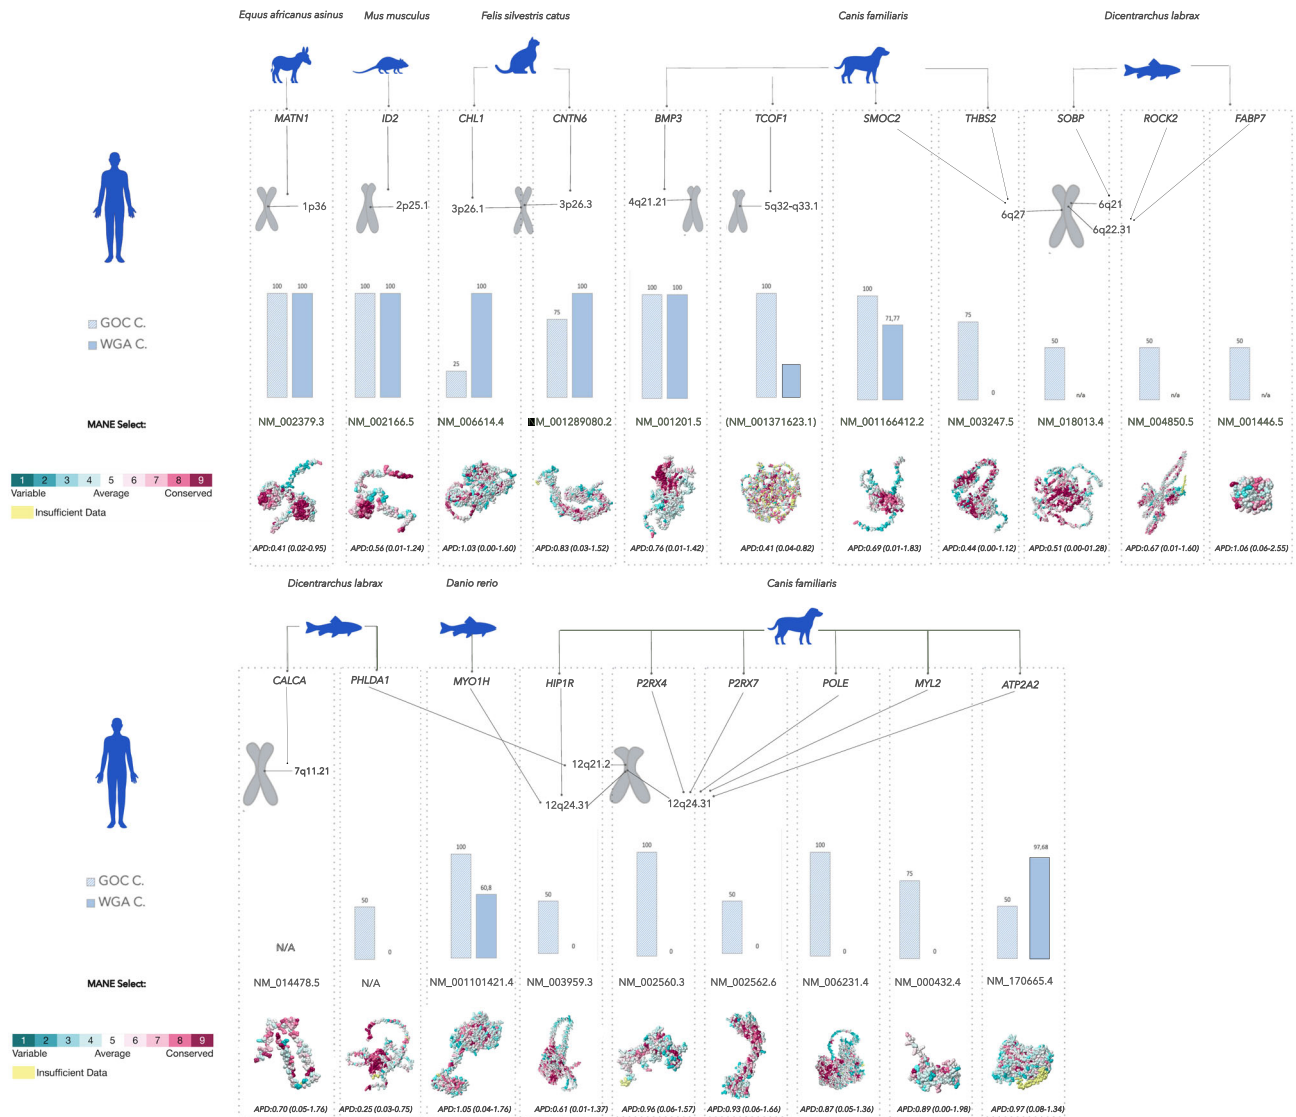 Equus africanus asinus Mus musculus Felis silvestris catus Canis familiaris Dicentrarchus labrax
MATN1 ID2 CHL1 CNTN6 BMP3 TCOF1 SMOC2 THBS2 SOBP ROCK2 FABP7
1p36 2p25.1 3p26.1 3p26.3 4q21.21 5q32-q33.1 6q27 6q21
6q22.31
100 100 100 100 25 100 75 100 100 100 100 100 71,77 75 0 50 n/a 50 n/a 50 n/a
GOC C.
WGA C.
MANE Select: NM_002379.3 NM_002166.5 NM_006614.4 NM_001289080.2 NM_001201.5 (NM_001371623.1) NM_001166412.2 NM_003247.5 NM_018013.4 NM_004850.5 NM_001446.5
1 2 3 4 5 6 7 8 9
Variable Average Conserved
Insufficient Data
APD:0.41 (0.02-0.95) APD:0.56 (0.01-1.24) APD:1.03 (0.00-1.60) APD:0.83 (0.03-1.52) APD:0.76 (0.01-1.42) APD:0.41 (0.04-0.82) APD:0.69 (0.01-1.83) APD:0.44 (0.00-1.12) APD:0.51 (0.00-01.28) APD:0.67 (0.01-1.60) APD:1.06 (0.06-2.55)
Dicentrarchus labrax Danio rerio Canis familiaris
CALCA PHLDA1 MYO1H HIP1R P2RX4 P2RX7 POLE MYL2 ATP2A2
7q11.21 12q21.2
12q24.31 12q24.31
N/A 50 0 100 60,8 50 0 100 0 50 0 100 0 75 0 50 97,68
GOC C.
WGA C.
MANE Select: NM_014478.5 N/A NM_001101421.4 NM_003959.3 NM_002560.3 NM_002562.6 NM_006231.4 NM_000432.4 NM_170665.4
1 2 3 4 5 6 7 8 9
Variable Average Conserved
Insufficient Data
APD:0.70 (0.05-1.76) APD:0.25 (0.03-0.75) APD:1.05 (0.04-1.76) APD:0.61 (0.01-1.37) APD:0.96 (0.06-1.57) APD:0.93 (0.06-1.66) APD:0.87 (0.05-1.36) APD:0.89 (0.00-1.98) APD:0.97 (0.08-1.34)